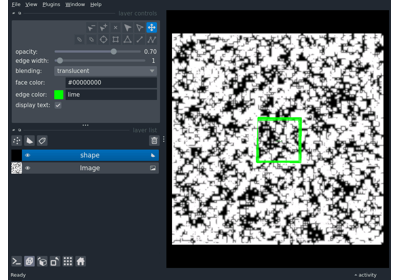 File View Plugins Window Help
layer controls
opacity: 0.70
edge width: 1
blending: translucent
face color: #00000000
edge color: lime
display text:
layer list
shape
Image
Ready
activity